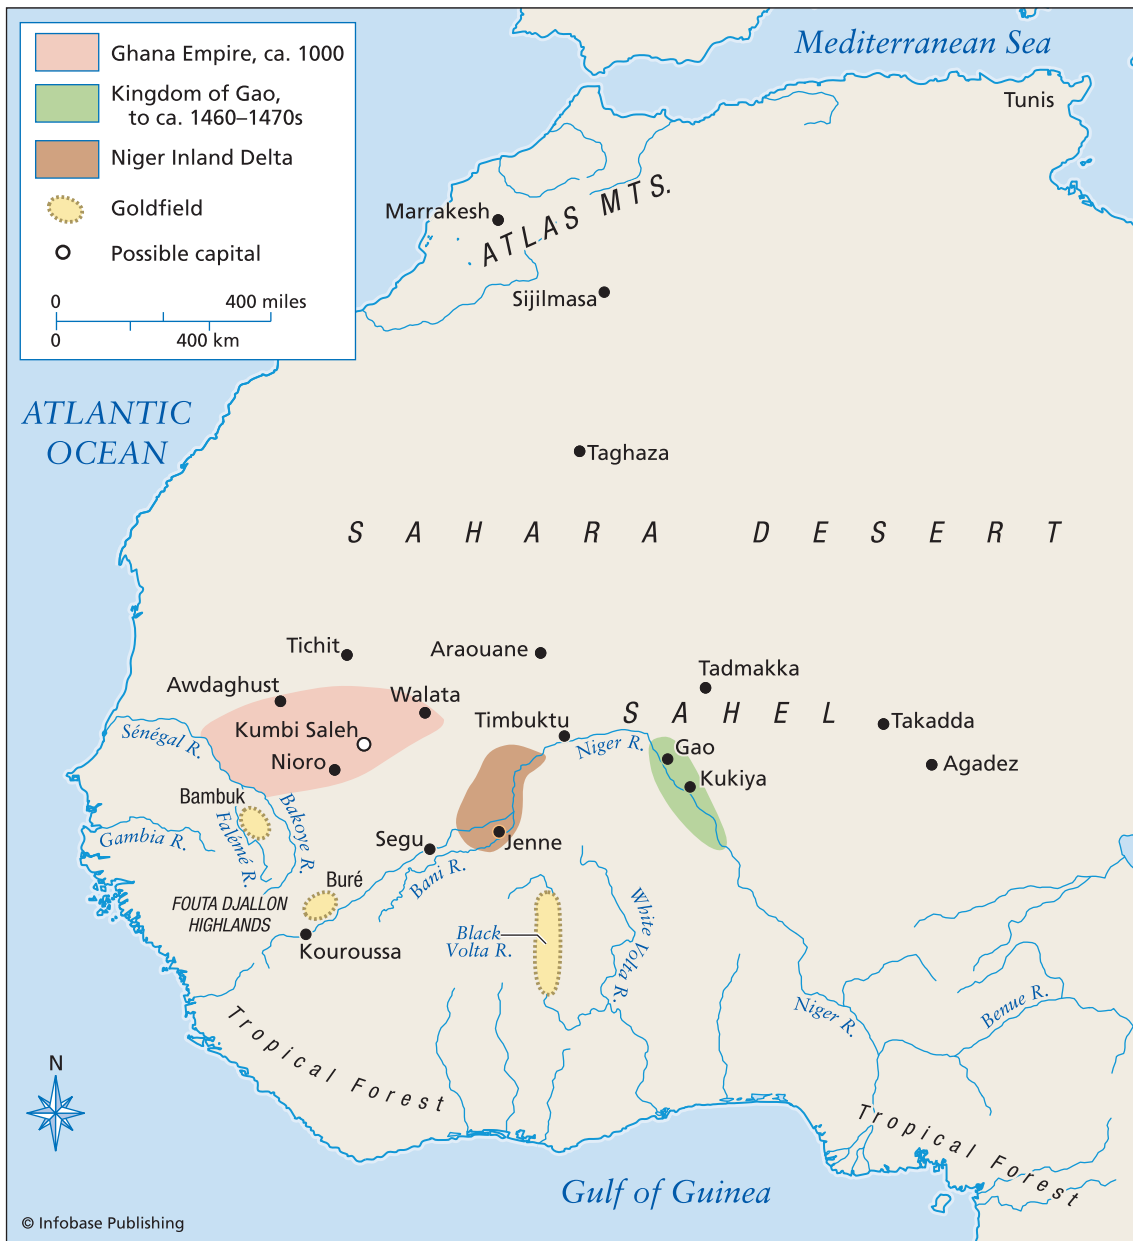 Ghana Empire, ca. 1000
Kingdom of Gao,
to ca. 1460–1470s
Niger Inland Delta
Goldfield
Possible capital
0 400 miles
0 400 km
Mediterranean Sea
Tunis
ATLAS MTS.
Marrakesh
Sijilmasa
ATLANTIC
OCEAN
Taghaza
SAHARA DESERT
Tichit
Araouane
Tadmakka
Awdaghust
Walata
SAHEL
Timbuktu
Takadda
Kumbi Saleh
Sénégal R.
Niger R.
Gao
Nioro
Agadez
Kukiya
Bambuk
Bakoye R.
Falémé R.
Gambia R.
Segu
Jenne
Bani R.
Buré
FOUTA DJALLON
HIGHLANDS
White Volta R.
Black
Volta R.
Kouroussa
Niger R.
Benue R.
Tropical Forest
N
Tropical Forest
Gulf of Guinea
© Infobase Publishing